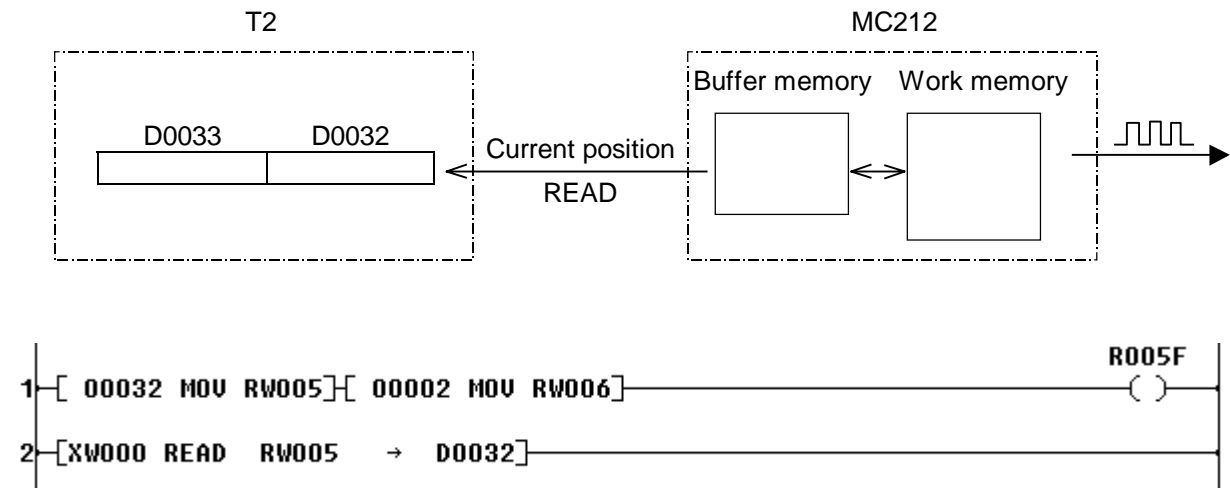 T2 MC212
Buffer memory Work memory
D0033 D0032
Current position
READ
R005F
1 [ 00032 MOV RW005 ] [ 00002 MOV RW006 ] ( )
2 [ XW000 READ RW005 → D0032 ]